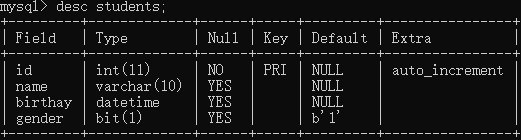 mysql> desc students;
+----------+-------------+------+-----+---------+----------------+
| Field    | Type        | Null | Key | Default | Extra          |
+----------+-------------+------+-----+---------+----------------+
| id       | int(11)     | NO   | PRI | NULL    | auto_increment |
| name     | varchar(10) | YES  |     | NULL    |                |
| birthay  | datetime    | YES  |     | NULL    |                |
| gender   | bit(1)      | YES  |     | b'1'    |                |
+----------+-------------+------+-----+---------+----------------+